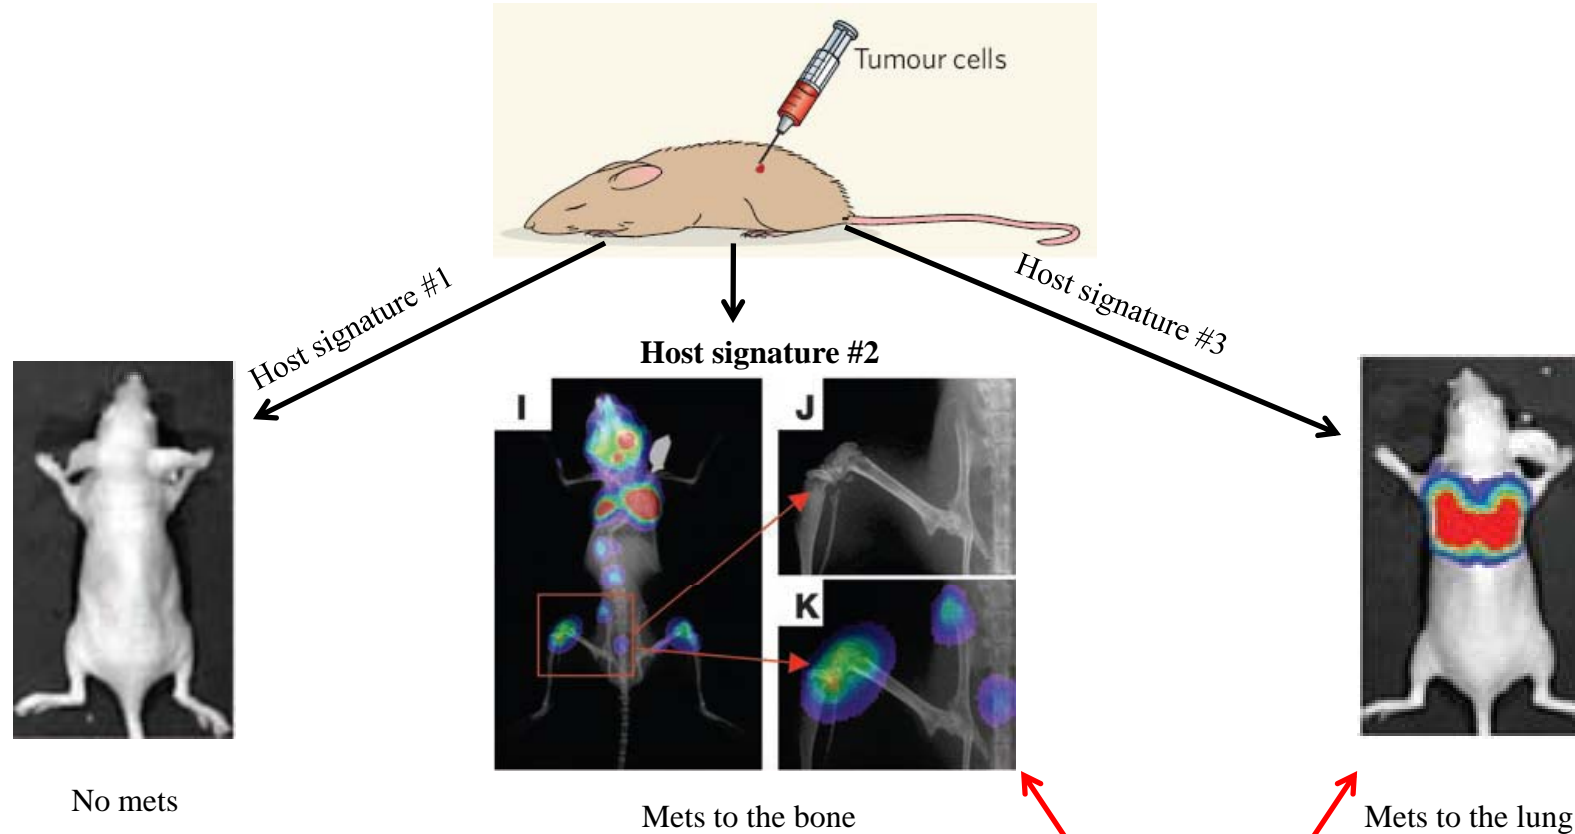 Tumour cells
Host signature #1
Host signature #3
Host signature #2
I
J
K
No mets
Mets to the bone
Mets to the lung